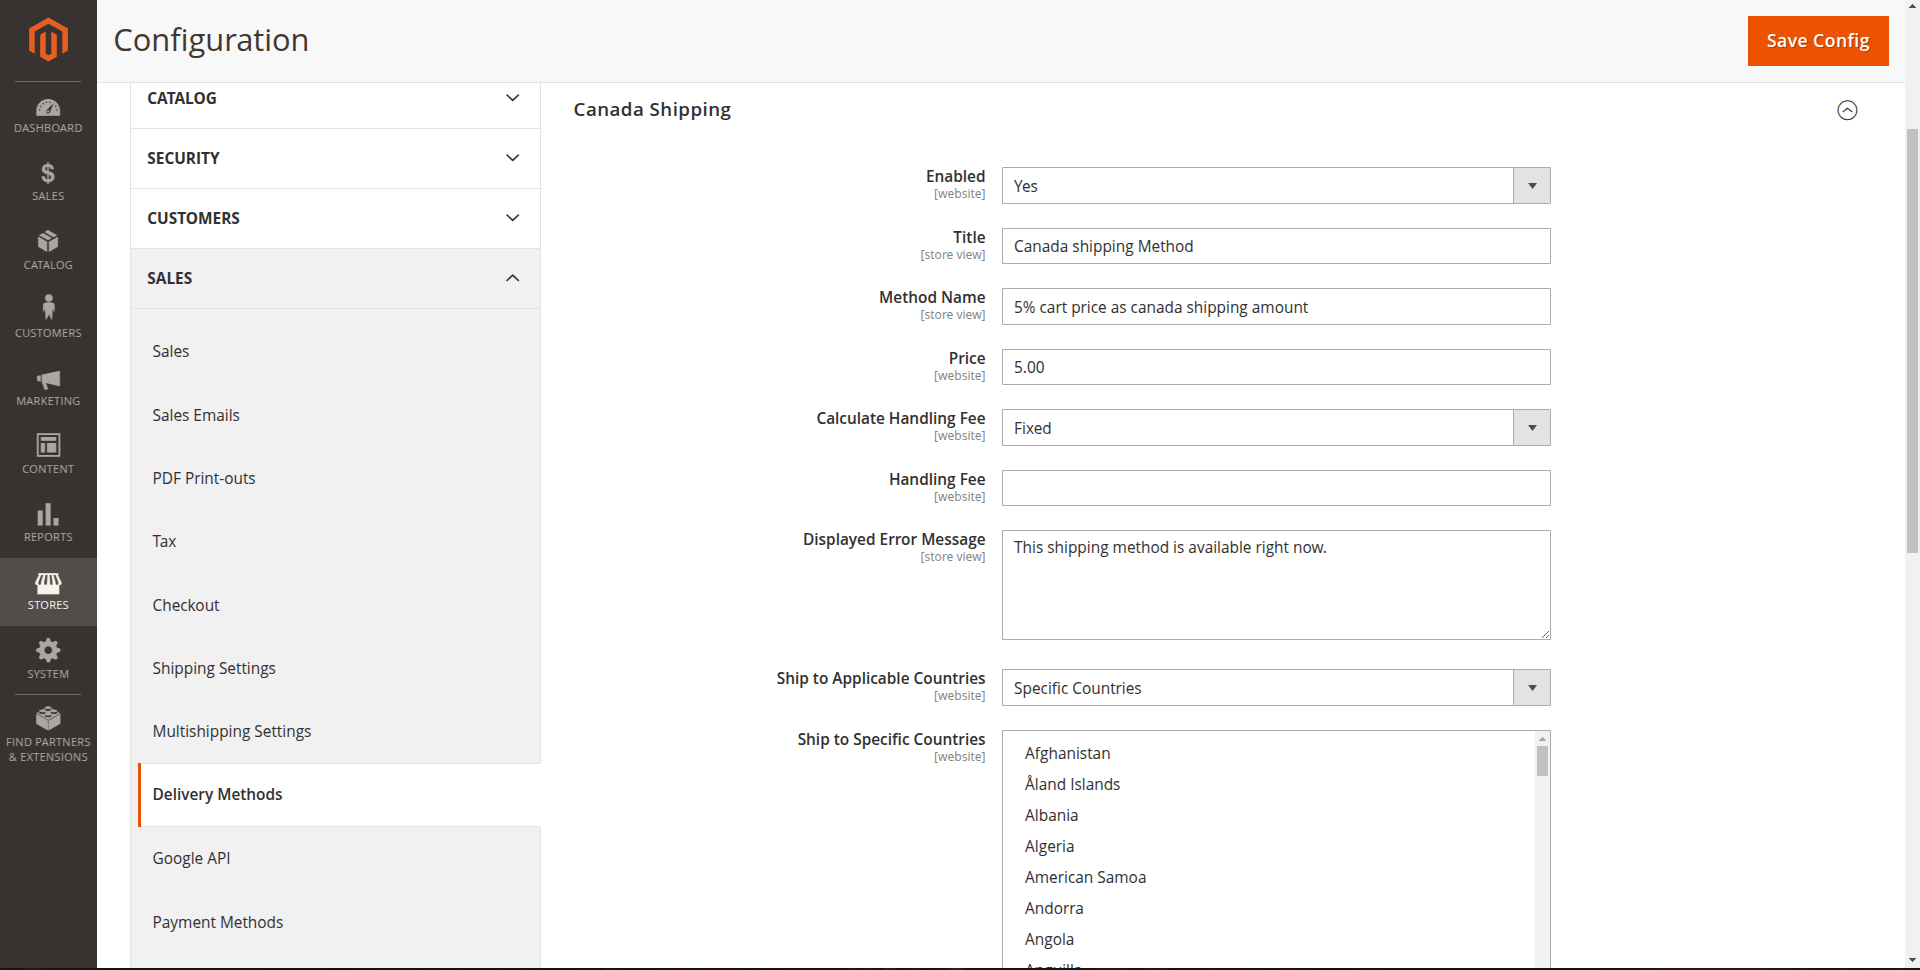 Configuration
Save Config
DASHBOARD
SALES
CATALOG
CUSTOMERS
MARKETING
CONTENT
REPORTS
STORES
SYSTEM
FIND PARTNERS
& EXTENSIONS
CATALOG
SECURITY
CUSTOMERS
SALES
Sales
Sales Emails
PDF Print-outs
Tax
Checkout
Shipping Settings
Multishipping Settings
Delivery Methods
Google API
Payment Methods
Canada Shipping
Enabled
[website]
Yes
Title
[store view]
Canada shipping Method
Method Name
[store view]
5% cart price as canada shipping amount
Price
[website]
5.00
Calculate Handling Fee
[website]
Fixed
Handling Fee
[website]
Displayed Error Message
[store view]
This shipping method is available right now.
Ship to Applicable Countries
[website]
Specific Countries
Ship to Specific Countries
[website]
Afghanistan
Åland Islands
Albania
Algeria
American Samoa
Andorra
Angola